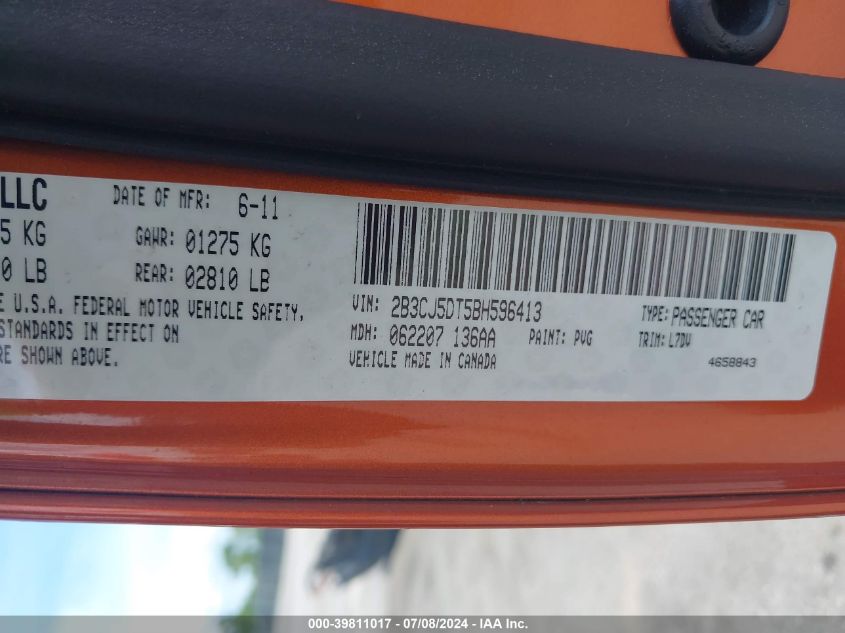 LLC DATE OF MFR: 6-11
5 KG GAWR: 01275 KG
0 LB REAR: 02810 LB
E U.S.A. FEDERAL MOTOR VEHICLE SAFETY,
STANDARDS IN EFFECT ON
RE SHOWN ABOVE.
VIN: 2B3CJ5DT5BH596413 TYPE: PASSENGER CAR
MDH: 062207 136AA PAINT: PVG TRIM: L7DV
VEHICLE MADE IN CANADA 4658843
000-39811017 - 07/08/2024 - IAA Inc.